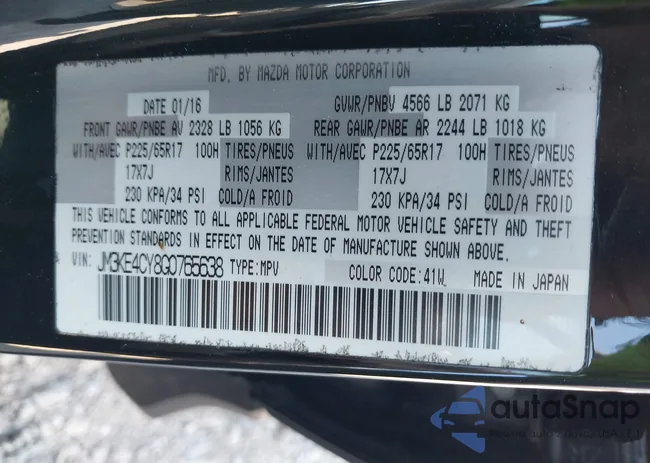 MFD. BY MAZDA MOTOR CORPORATION
DATE 01/16 GVWR/PNBV 4566 LB 2071 KG
FRONT GAWR/PNBE AV 2328 LB 1056 KG REAR GAWR/PNBE AR 2244 LB 1018 KG
WITH/AVEC P225/65R17 100H TIRES/PNEUS WITH/AVEC P225/65R17 100H TIRES/PNEUS
17X7J RIMS/JANTES 17X7J RIMS/JANTES
230 KPA/34 PSI COLD/A FROID 230 KPA/34 PSI COLD/A FROID
THIS VEHICLE CONFORMS TO ALL APPLICABLE FEDERAL MOTOR VEHICLE SAFETY AND THEFT
PREVENTION STANDARDS IN EFFECT ON THE DATE OF MANUFACTURE SHOWN ABOVE.
VIN: JM3KE4CY8G0765638 TYPE:MPV COLOR CODE:41W MADE IN JAPAN
autoSnap